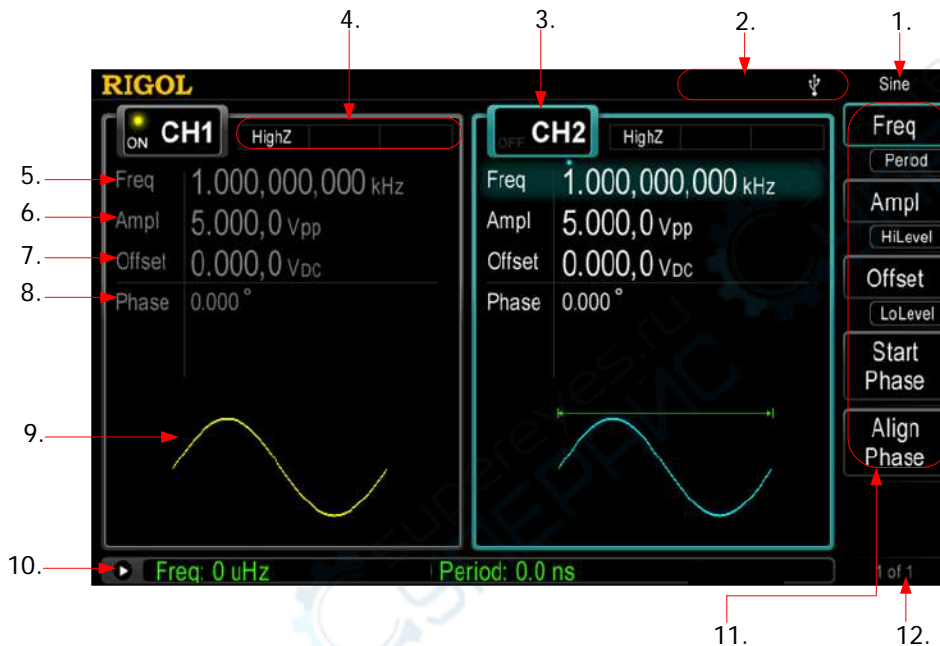 4.
3.
2.
1.
RIGOL
Sine
ON CH1
HighZ
OFF CH2
HighZ
Freq
Period
5.
Freq 1.000,000,000 kHz
Freq 1.000,000,000 kHz
Ampl
HiLevel
6.
Ampl 5.000,0 Vpp
Ampl 5.000,0 Vpp
7.
Offset 0.000,0 VDC
Offset 0.000,0 VDC
Offset
LoLevel
8.
Phase 0.000°
Phase 0.000°
Start
Phase
Align
Phase
9.
10.
Freq: 0 uHz
Period: 0.0 ns
1 of 1
11.
12.
supereyes.ru
СУПЕРАЙС